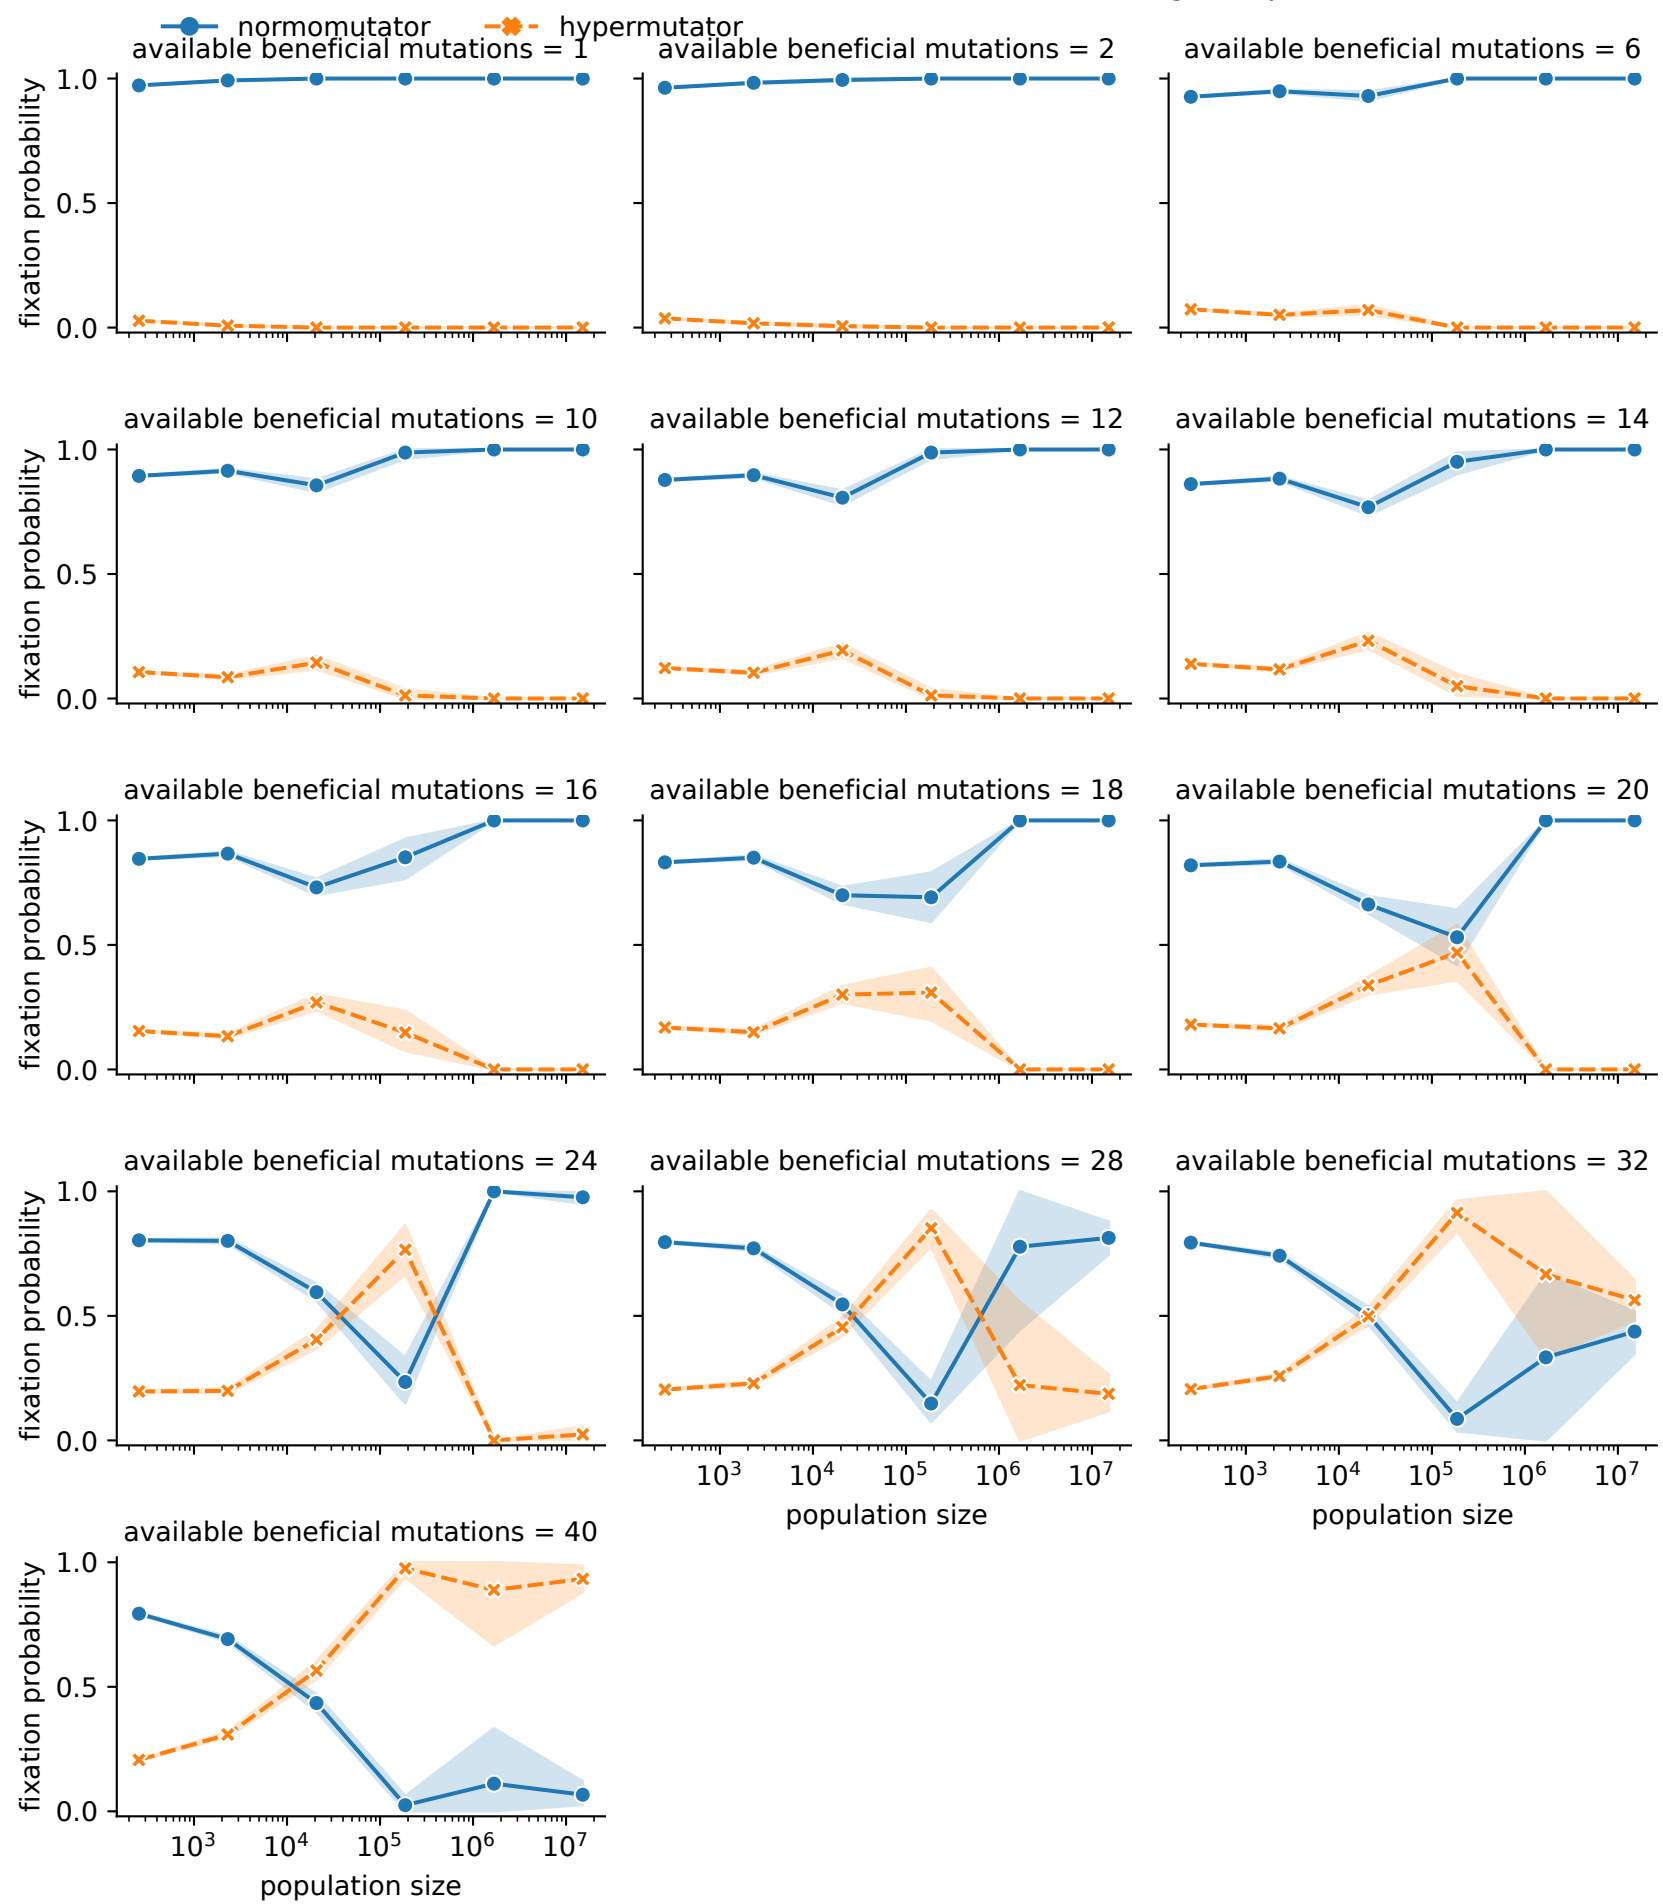 normomutator hypermutator
available beneficial mutations = 1 available beneficial mutations = 2 available beneficial mutations = 6
fixation probability
1.0
0.5
0.0
available beneficial mutations = 10 available beneficial mutations = 12 available beneficial mutations = 14
fixation probability
1.0
0.5
0.0
available beneficial mutations = 16 available beneficial mutations = 18 available beneficial mutations = 20
fixation probability
1.0
0.5
0.0
available beneficial mutations = 24 available beneficial mutations = 28 available beneficial mutations = 32
fixation probability
1.0
0.5
0.0
10³ 10⁴ 10⁵ 10⁶ 10⁷ 10³ 10⁴ 10⁵ 10⁶ 10⁷
population size population size
available beneficial mutations = 40
fixation probability
1.0
0.5
0.0
10³ 10⁴ 10⁵ 10⁶ 10⁷
population size